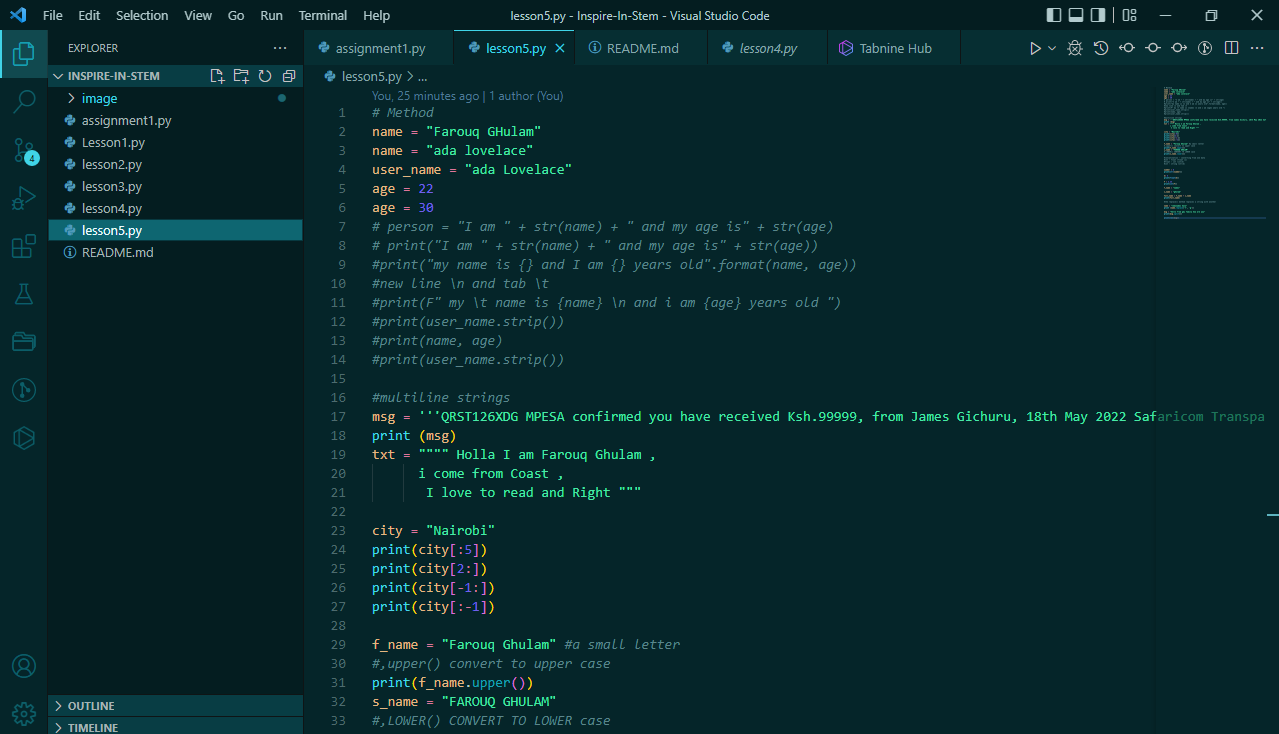 File Edit Selection View Go Run Terminal Help lesson5.py - Inspire-In-Stem - Visual Studio Code
EXPLORER
assignment1.py lesson5.py README.md lesson4.py Tabnine Hub
INSPIRE-IN-STEM
image
assignment1.py
Lesson1.py
lesson2.py
lesson3.py
lesson4.py
lesson5.py
README.md
4
OUTLINE
TIMELINE
lesson5.py > ...
You, 25 minutes ago | 1 author (You)
1 # Method
2 name = "Farouq GHulam"
3 name = "ada lovelace"
4 user_name = "ada Lovelace"
5 age = 22
6 age = 30
7 # person = "I am " + str(name) + " and my age is" + str(age)
8 # print("I am " + str(name) + " and my age is" + str(age))
9 #print("my name is {} and I am {} years old".format(name, age))
10 #new line \n and tab \t
11 #print(F" my \t name is {name} \n and i am {age} years old ")
12 #print(user_name.strip())
13 #print(name, age)
14 #print(user_name.strip())
15
16 #multiline strings
17 msg = '''QRST126XDG MPESA confirmed you have received Ksh.99999, from James Gichuru, 18th May 2022 Safaricom Transpa
18 print (msg)
19 txt = """" Holla I am Farouq Ghulam ,
20 i come from Coast ,
21 I love to read and Right """
22
23 city = "Nairobi"
24 print(city[:5])
25 print(city[2:])
26 print(city[-1:])
27 print(city[:-1])
28
29 f_name = "Farouq Ghulam" #a small letter
30 #,upper() convert to upper case
31 print(f_name.upper())
32 s_name = "FAROUQ GHULAM"
33 #,LOWER() CONVERT TO LOWER case